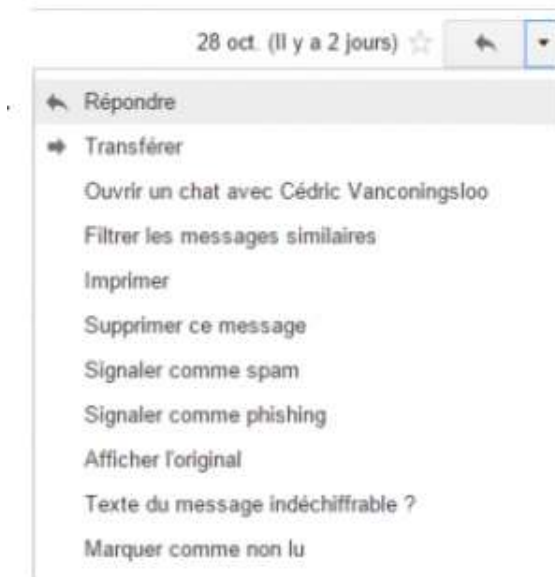 28 oct. (Il y a 2 jours)
Répondre
Transférer
Ouvrir un chat avec Cédric Vanconingsloo
Filtrer les messages similaires
Imprimer
Supprimer ce message
Signaler comme spam
Signaler comme phishing
Afficher l'original
Texte du message indéchiffrable ?
Marquer comme non lu